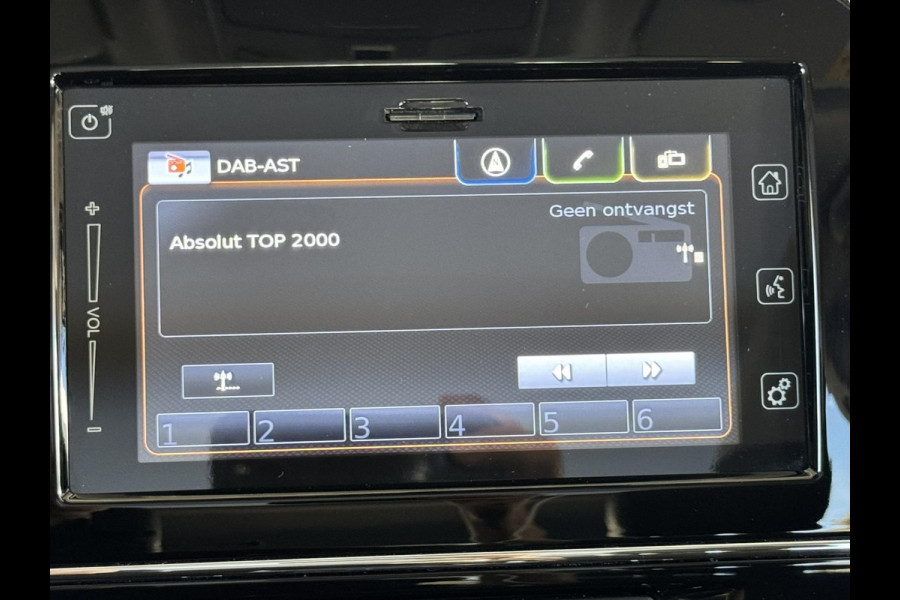 DAB-AST
Geen ontvangst
Absolut TOP 2000
+
VOL
1 2 3 4 5 6